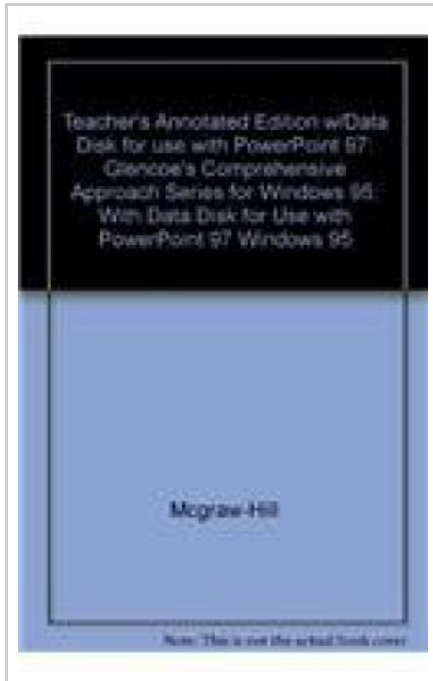 Teacher's Annotated Edition w/Data
Disk for use with PowerPoint 97:
Glencoe's Comprehensive
Approach Series for Windows 95:
With Data Disk for Use with
PowerPoint 97 Windows 95
Mcgraw-Hill
Note: This is not the actual book cover